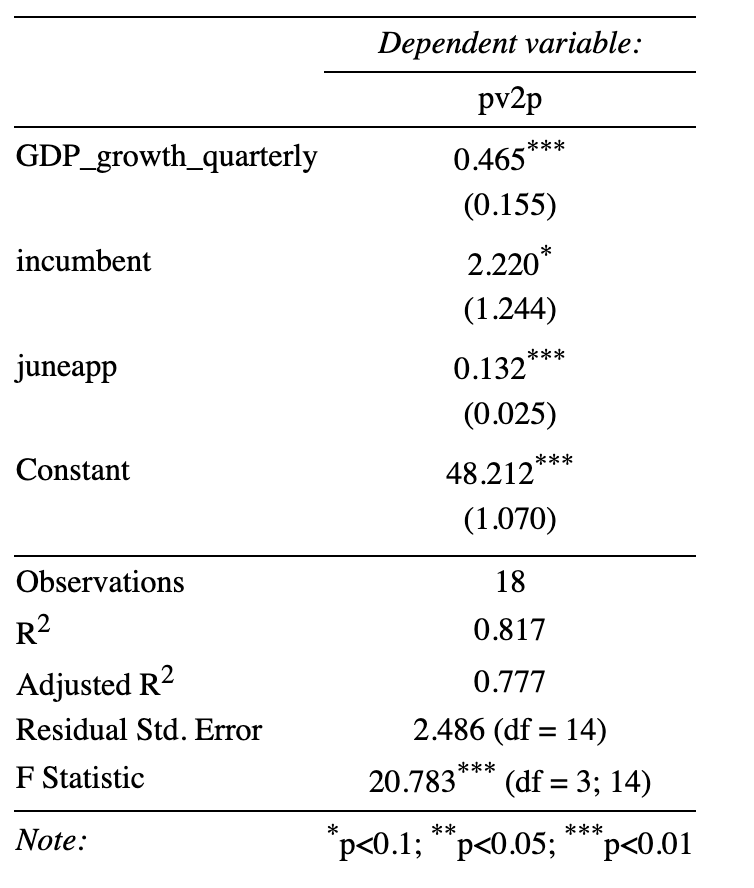 Dependent variable:
pv2p
GDP_growth_quarterly 0.465***
(0.155)
incumbent 2.220*
(1.244)
juneapp 0.132***
(0.025)
Constant 48.212***
(1.070)
Observations 18
R2 0.817
Adjusted R2 0.777
Residual Std. Error 2.486 (df = 14)
F Statistic 20.783*** (df = 3; 14)
Note: *p<0.1; **p<0.05; ***p<0.01